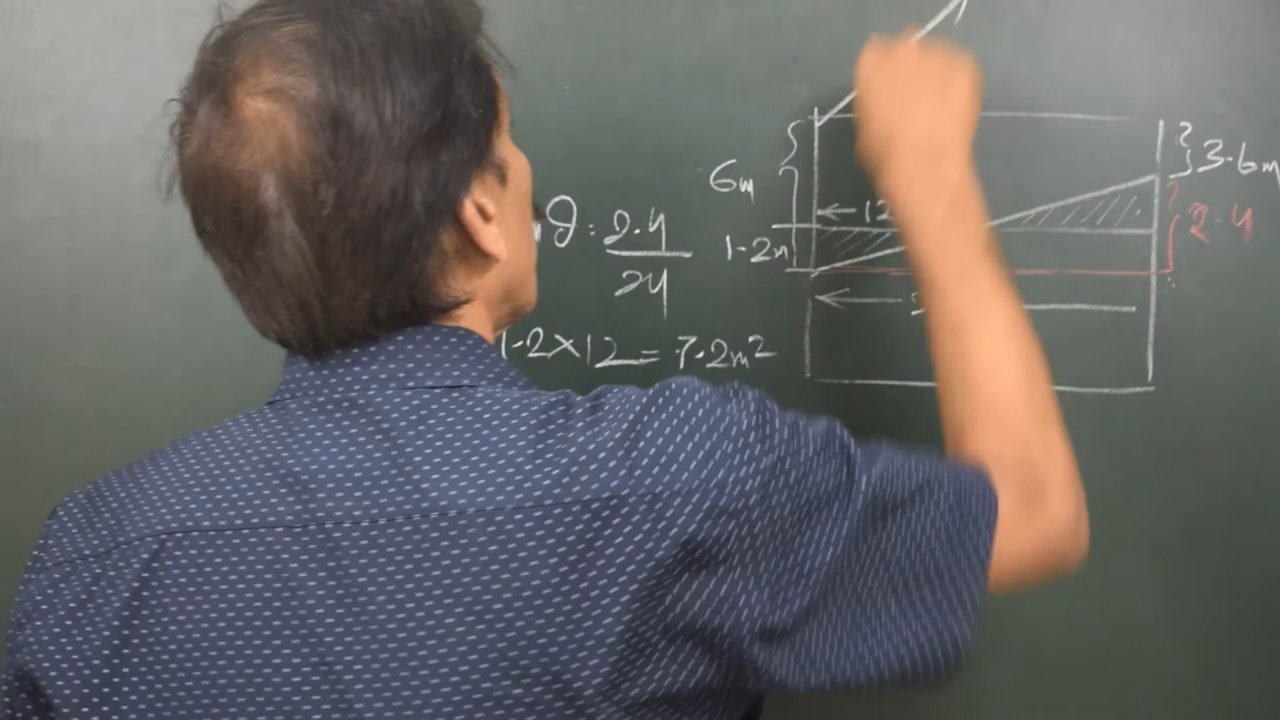 6m
3.6m
← 12
2.4
θ = 2.4
24
1.2m
←
1.2×12 = 7.2m²